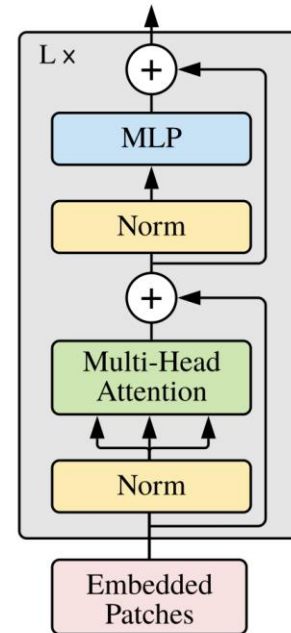 L ×
+
MLP
Norm
+
Multi-Head
Attention
Norm
Embedded
Patches